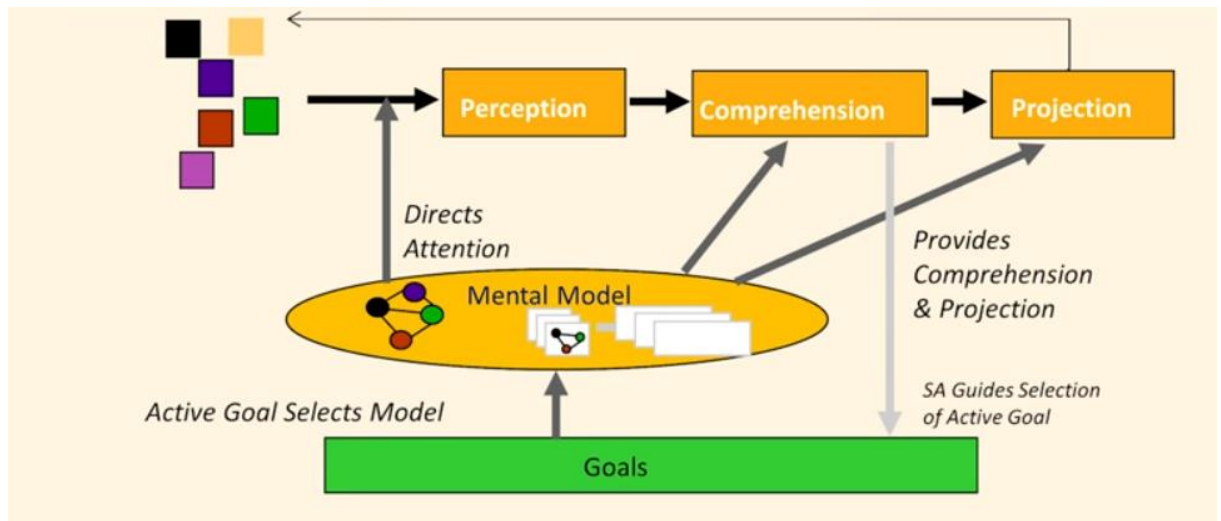 Perception
Comprehension
Projection
Directs
Attention
Provides
Comprehension
& Projection
Mental Model
Active Goal Selects Model
SA Guides Selection
of Active Goal
Goals